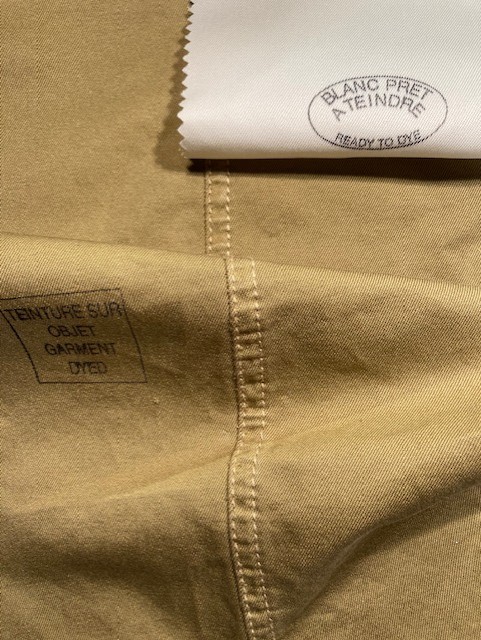 BLANC PRET
A TEINDRE
READY TO DYE
TEINTURE SUR
OBJET
GARMENT
DYED